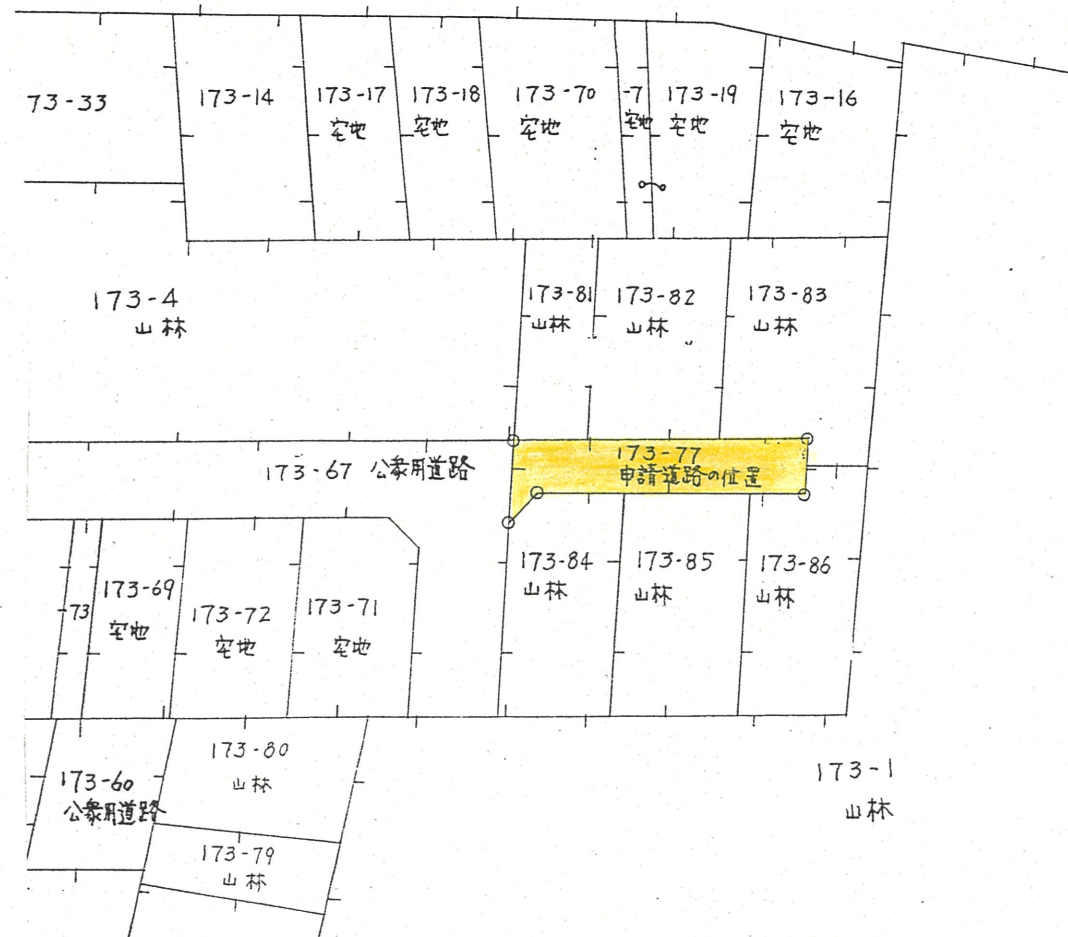 73-33
173-14
173-17
宅地
173-18
宅地
173-70
宅地
-7
宅地
173-19
宅地
173-16
宅地
173-4
山林
173-81
山林
173-82
山林
173-83
山林
173-67 公衆用道路
173-77
申請道路の位置
73
173-69
宅地
173-72
宅地
173-71
宅地
173-84
山林
173-85
山林
173-86
山林
173-60
公衆用道路
173-80
山林
173-79
山林
173-1
山林